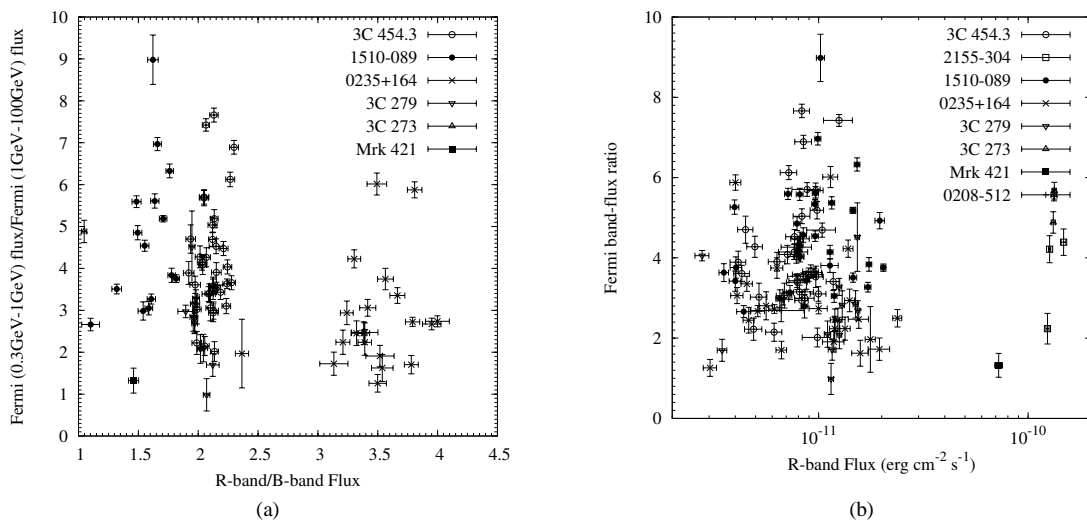 Fermi (0.3Gev-1GeV) flux/Fermi (1GeV-100GeV) flux
10
9
8
7
6
5
4
3
2
1
0
3C 454.3
1510-089
0235+164
3C 279
3C 273
Mrk 421
1 1.5 2 2.5 3 3.5 4 4.5
R-band/B-band Flux
(a)
Fermi band-flux ratio
10
8
6
4
2
0
3C 454.3
2155-304
1510-089
0235+164
3C 279
3C 273
Mrk 421
0208-512
10⁻¹¹ 10⁻¹⁰
R-band Flux (erg cm⁻² s⁻¹)
(b)